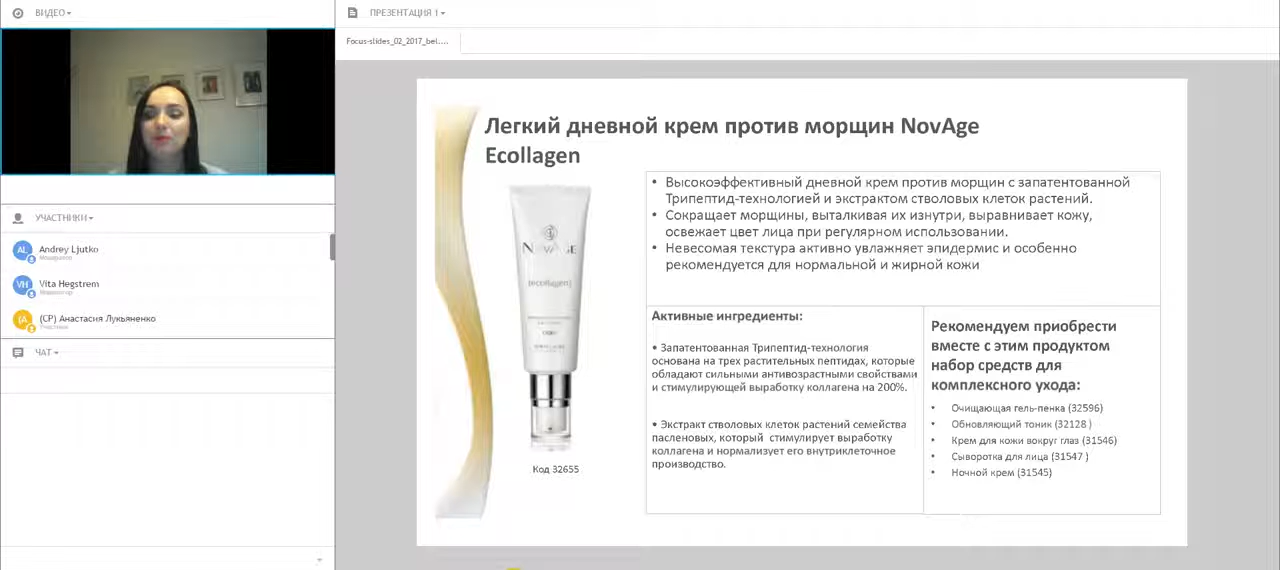 ВИДЕО
ПРЕЗЕНТАЦИЯ 1
Focus-slides_02_2017_bel....
УЧАСТНИКИ
AL
Andrey Ljutko
VH
Vita Hegstrem
(A
(CP) Анастасия Лукьяненко
Участник
ЧАТ
Легкий дневной крем против морщин NovAge
Ecollagen
NOVAGE
[ecollagen]
Код 32655
• Высокоэффективный дневной крем против морщин с запатентованной
Трипептид-технологией и экстрактом стволовых клеток растений.
• Сокращает морщины, выталкивая их изнутри, выравнивает кожу,
освежает цвет лица при регулярном использовании.
• Невесомая текстура активно увлажняет эпидермис и особенно
рекомендуется для нормальной и жирной кожи
Активные ингредиенты:
• Запатентованная Трипептид-технология
основана на трех растительных пептидах, которые
обладают сильными антивозрастными свойствами
и стимулирующей выработку коллагена на 200%.
• Экстракт стволовых клеток растений семейства
пасленовых, который стимулирует выработку
коллагена и нормализует его внутриклеточное
производство.
Рекомендуем приобрести
вместе с этим продуктом
набор средств для
комплексного ухода:
• Очищающая гель-пенка (32596)
• Обновляющий тоник (32128 )
• Крем для кожи вокруг глаз (31546)
• Сыворотка для лица (31547 )
• Ночной крем (31545)